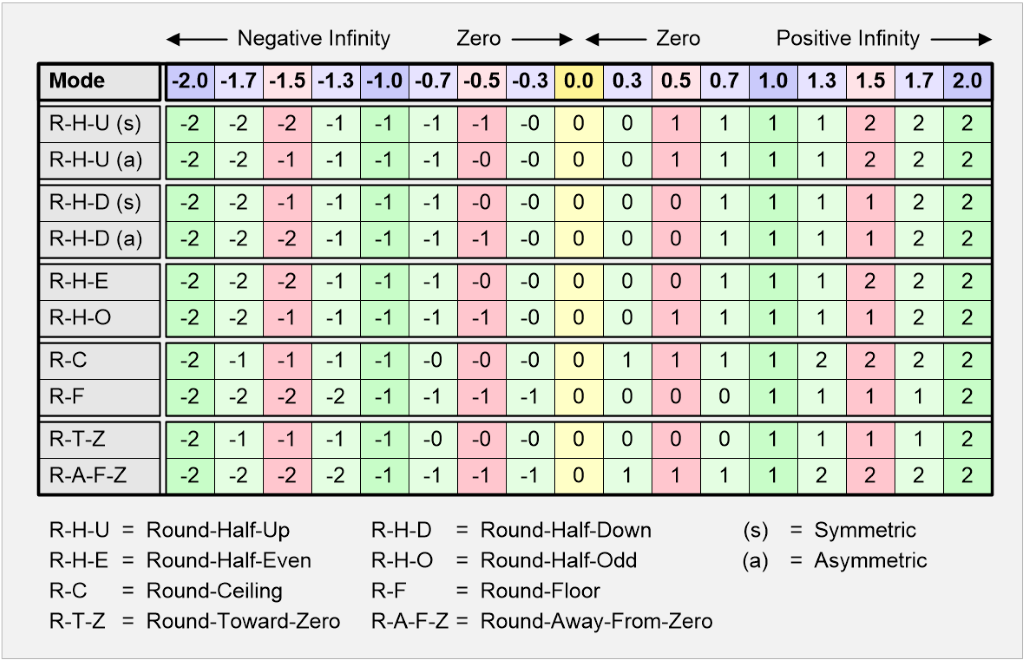 Negative Infinity Zero Zero Positive Infinity
Mode -2.0 -1.7 -1.5 -1.3 -1.0 -0.7 -0.5 -0.3 0.0 0.3 0.5 0.7 1.0 1.3 1.5 1.7 2.0
R-H-U (s) -2 -2 -2 -1 -1 -1 -1 -0 0 0 1 1 1 1 2 2 2
R-H-U (a) -2 -2 -1 -1 -1 -1 -0 -0 0 0 1 1 1 1 2 2 2
R-H-D (s) -2 -2 -1 -1 -1 -1 -0 -0 0 0 0 1 1 1 1 2 2
R-H-D (a) -2 -2 -2 -1 -1 -1 -1 -0 0 0 0 1 1 1 1 2 2
R-H-E -2 -2 -2 -1 -1 -1 -0 -0 0 0 0 1 1 1 2 2 2
R-H-O -2 -2 -1 -1 -1 -1 -1 -0 0 0 1 1 1 1 1 2 2
R-C -2 -1 -1 -1 -1 -0 -0 -0 0 1 1 1 1 2 2 2 2
R-F -2 -2 -2 -2 -1 -1 -1 -1 0 0 0 0 1 1 1 1 2
R-T-Z -2 -1 -1 -1 -1 -0 -0 -0 0 0 0 0 1 1 1 1 2
R-A-F-Z -2 -2 -2 -2 -1 -1 -1 -1 0 1 1 1 1 2 2 2 2
R-H-U = Round-Half-Up R-H-D = Round-Half-Down (s) = Symmetric
R-H-E = Round-Half-Even R-H-O = Round-Half-Odd (a) = Asymmetric
R-C = Round-Ceiling R-F = Round-Floor
R-T-Z = Round-Toward-Zero R-A-F-Z = Round-Away-From-Zero